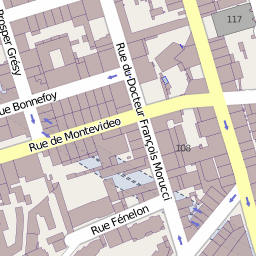 Prosper Grésy
117
Rue du Docteur François Morucci
Rue Bonnefoy
Rue de Montevideo
108
Rue Fénelon